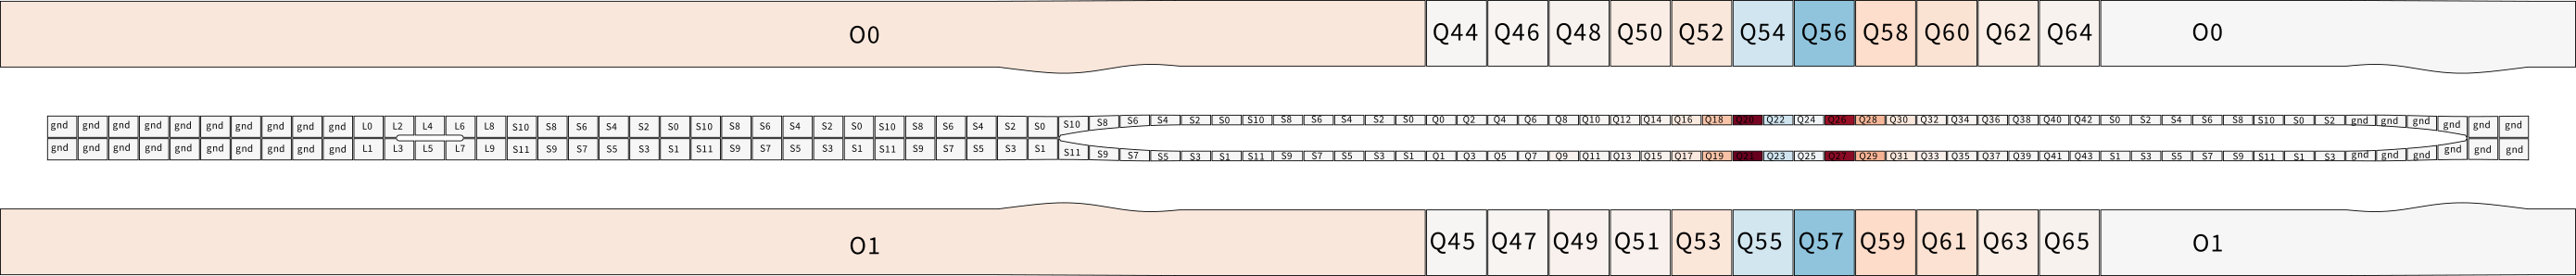 O0 Q44 Q46 Q48 Q50 Q52 Q54 Q56 Q58 Q60 Q62 Q64 O0
gnd gnd gnd gnd gnd gnd gnd gnd gnd gnd L0 L2 L4 L6 L8 S10 S8 S6 S4 S2 S0 S10 S8 S6 S4 S2 S0 S10 S8 S6 S4 S2 S0 S10 S8 S6 S4 S2 S0 S10 S8 S6 S4 S2 S0 Q0 Q2 Q4 Q6 Q8 Q10 Q12 Q14 Q16 Q18 Q20 Q22 Q24 Q26 Q28 Q30 Q32 Q34 Q36 Q38 Q40 Q42 S0 S2 S4 S6 S8 S10 S0 S2 gnd gnd gnd gnd gnd gnd
gnd gnd gnd gnd gnd gnd gnd gnd gnd gnd L1 L3 L5 L7 L9 S11 S9 S7 S5 S3 S1 S11 S9 S7 S5 S3 S1 S11 S9 S7 S5 S3 S1 S11 S9 S7 S5 S3 S1 S11 S9 S7 S5 S3 S1 Q1 Q3 Q5 Q7 Q9 Q11 Q13 Q15 Q17 Q19 Q21 Q23 Q25 Q27 Q29 Q31 Q33 Q35 Q37 Q39 Q41 Q43 S1 S3 S5 S7 S9 S11 S1 S3 gnd gnd gnd gnd gnd gnd
O1 Q45 Q47 Q49 Q51 Q53 Q55 Q57 Q59 Q61 Q63 Q65 O1